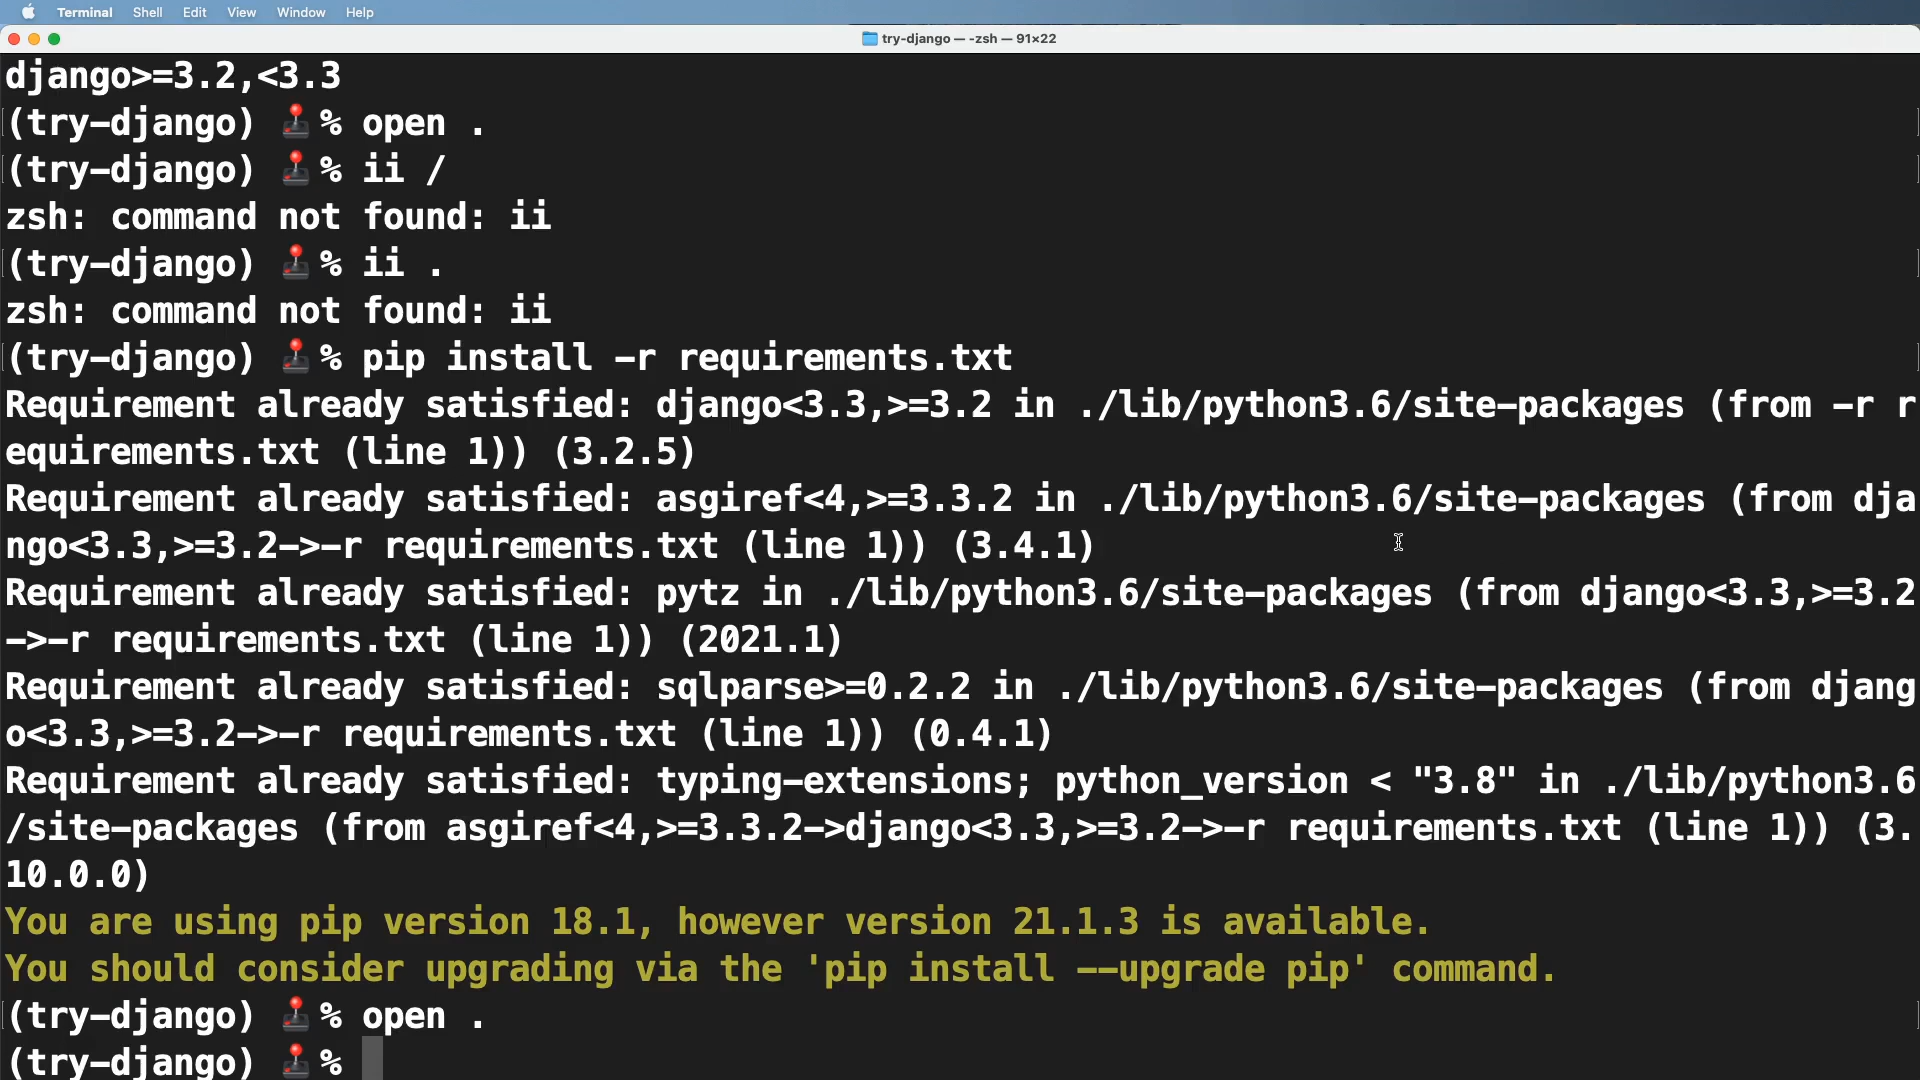 Terminal Shell Edit View Window Help
try-django — -zsh — 91×22
django>=3.2,<3.3
(try-django) 🕹% open .
(try-django) 🕹% ii /
zsh: command not found: ii
(try-django) 🕹% ii .
zsh: command not found: ii
(try-django) 🕹% pip install -r requirements.txt
Requirement already satisfied: django<3.3,>=3.2 in ./lib/python3.6/site-packages (from -r r
equirements.txt (line 1)) (3.2.5)
Requirement already satisfied: asgiref<4,>=3.3.2 in ./lib/python3.6/site-packages (from dja
ngo<3.3,>=3.2->-r requirements.txt (line 1)) (3.4.1)
Requirement already satisfied: pytz in ./lib/python3.6/site-packages (from django<3.3,>=3.2
->-r requirements.txt (line 1)) (2021.1)
Requirement already satisfied: sqlparse>=0.2.2 in ./lib/python3.6/site-packages (from djang
o<3.3,>=3.2->-r requirements.txt (line 1)) (0.4.1)
Requirement already satisfied: typing-extensions; python_version < "3.8" in ./lib/python3.6
/site-packages (from asgiref<4,>=3.3.2->django<3.3,>=3.2->-r requirements.txt (line 1)) (3.
10.0.0)
You are using pip version 18.1, however version 21.1.3 is available.
You should consider upgrading via the 'pip install --upgrade pip' command.
(try-django) 🕹% open .
(try-django) 🕹%